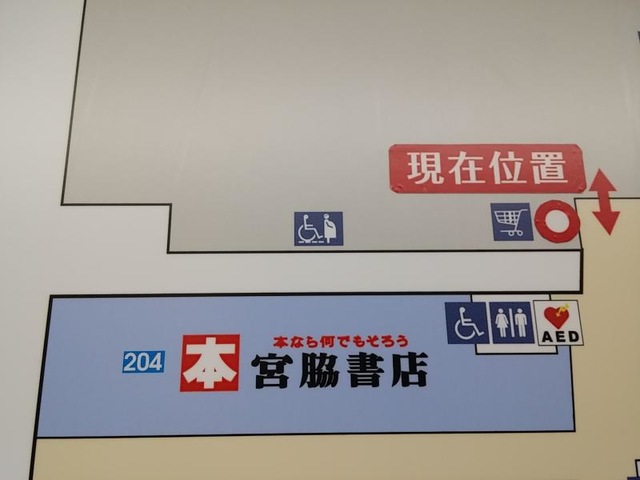 現在位置
本なら何でもそろう
204
本
宮脇書店
AED